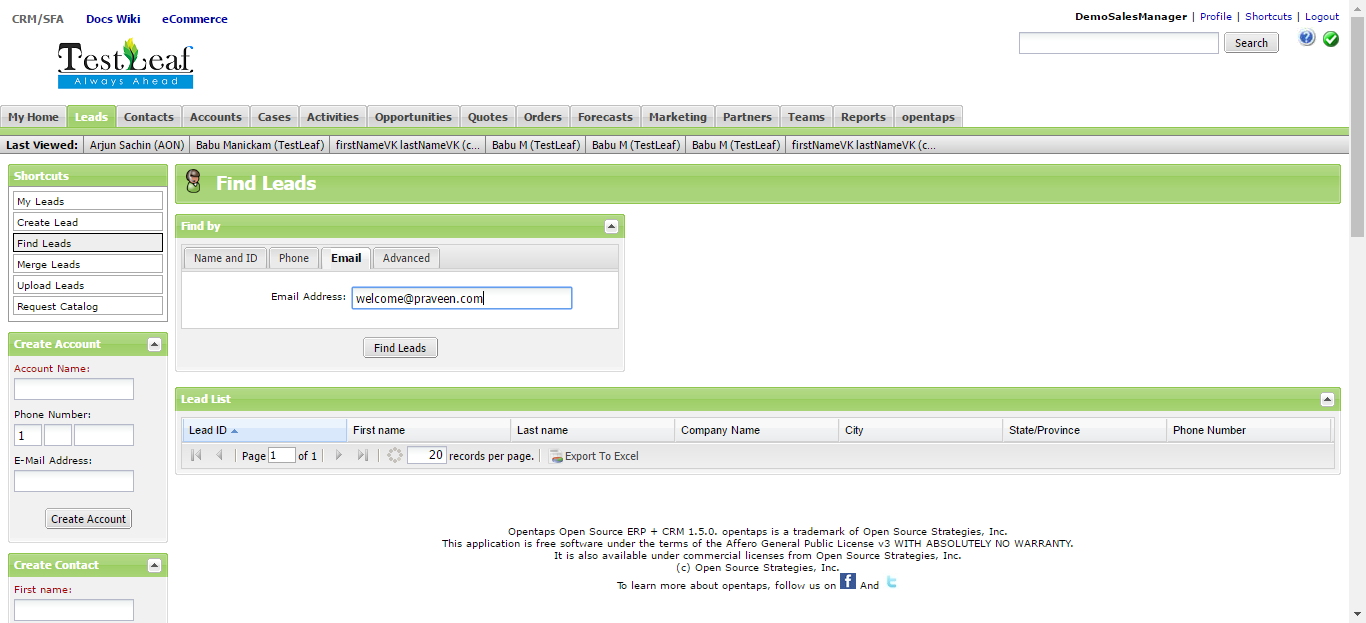 CRM/SFA Docs Wiki eCommerce
DemoSalesManager | Profile | Shortcuts | Logout
TestLeaf
Always Ahead
Search
My Home Leads Contacts Accounts Cases Activities Opportunities Quotes Orders Forecasts Marketing Partners Teams Reports opentaps
Last Viewed: Arjun Sachin (AON) Babu Manickam (TestLeaf) firstNameVK lastNameVK (c... Babu M (TestLeaf) Babu M (TestLeaf) Babu M (TestLeaf) firstNameVK lastNameVK (c...
Shortcuts
My Leads
Create Lead
Find Leads
Merge Leads
Upload Leads
Request Catalog
Create Account
Account Name:
Phone Number:
1
E-Mail Address:
Create Account
Create Contact
First name:
Find Leads
Find by
Name and ID Phone Email Advanced
Email Address: welcome@praveen.com
Find Leads
Lead List
Lead ID First name Last name Company Name City State/Province Phone Number
Page 1 of 1 20 records per page. Export To Excel
Opentaps Open Source ERP + CRM 1.5.0. opentaps is a trademark of Open Source Strategies, Inc.
This application is free software under the terms of the Affero General Public License v3 WITH ABSOLUTELY NO WARRANTY.
It is also available under commercial licenses from Open Source Strategies, Inc.
(c) Open Source Strategies, Inc.
To learn more about opentaps, follow us on f And t